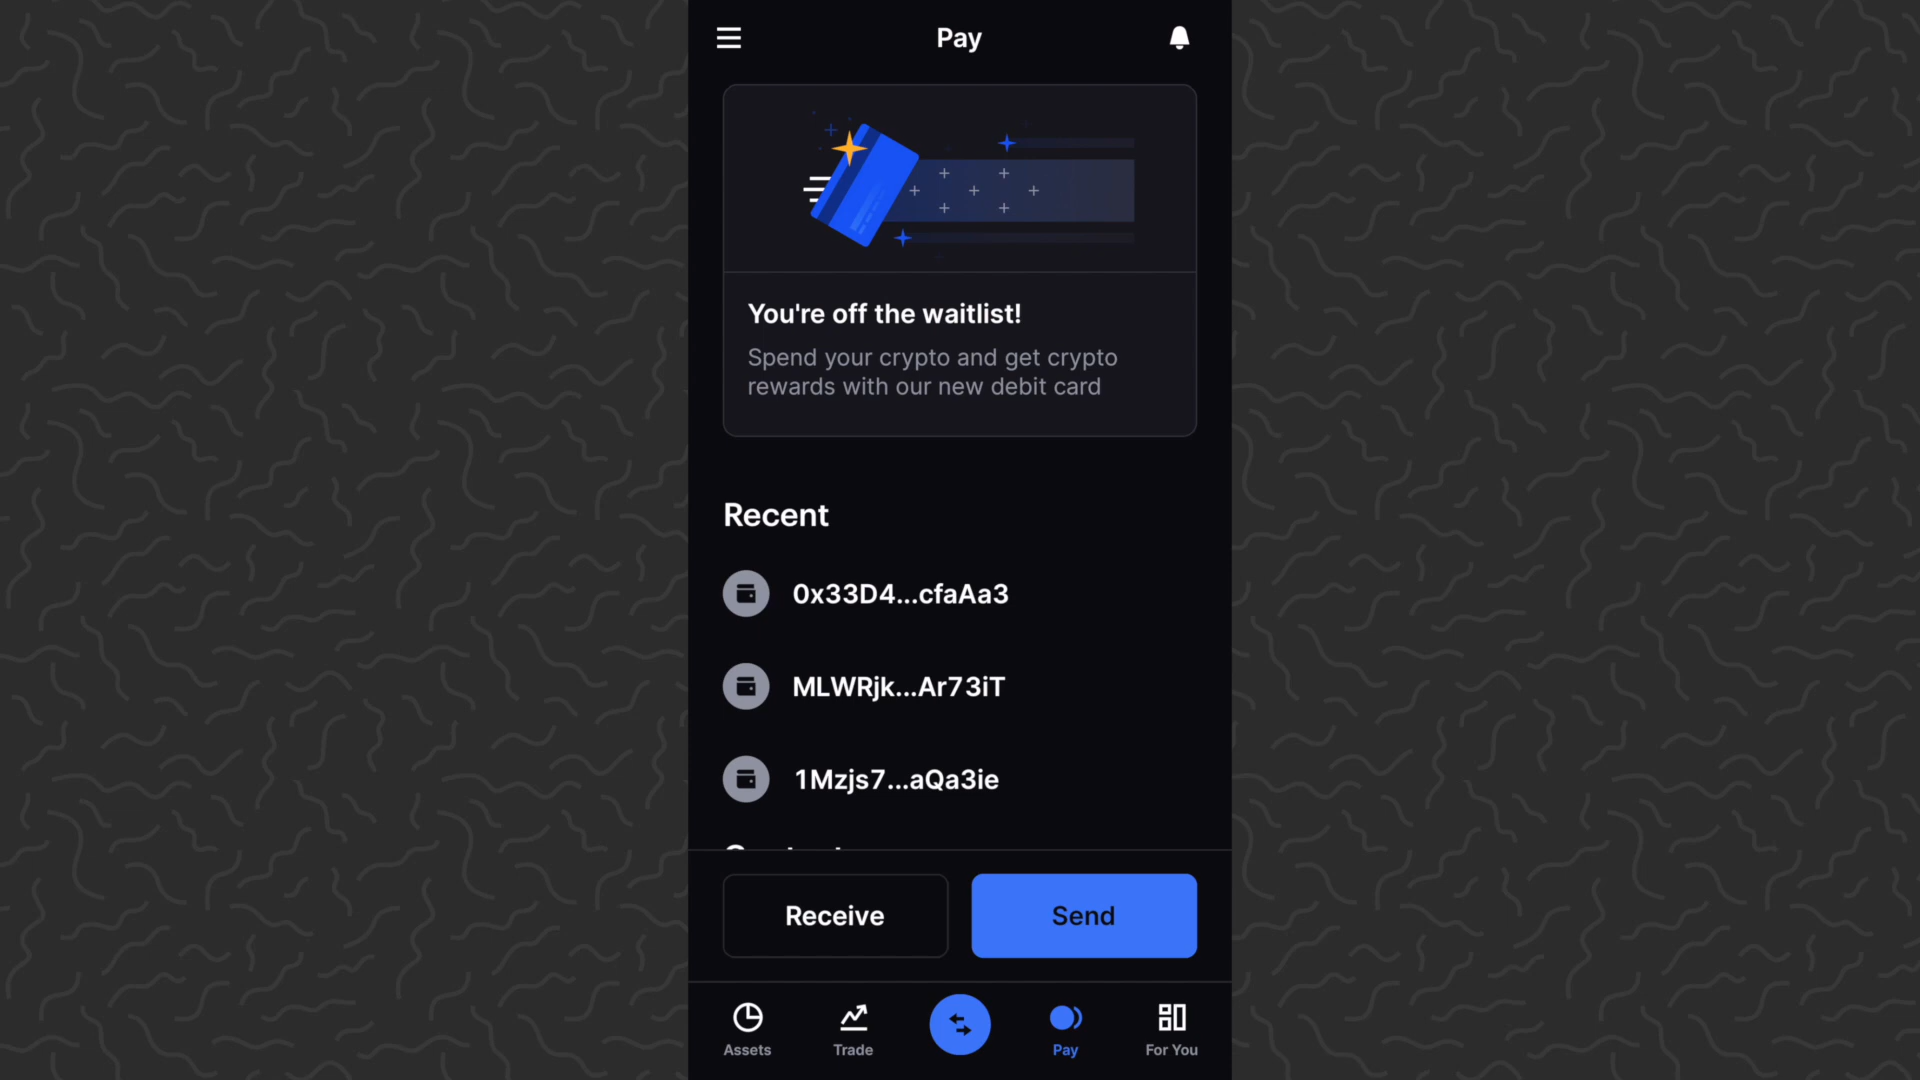 Pay
You're off the waitlist!
Spend your crypto and get crypto
rewards with our new debit card
Recent
0x33D4...cfaAa3
MLWRjk...Ar73iT
1Mzjs7...aQa3ie
Receive
Send
Assets
Trade
Pay
For You